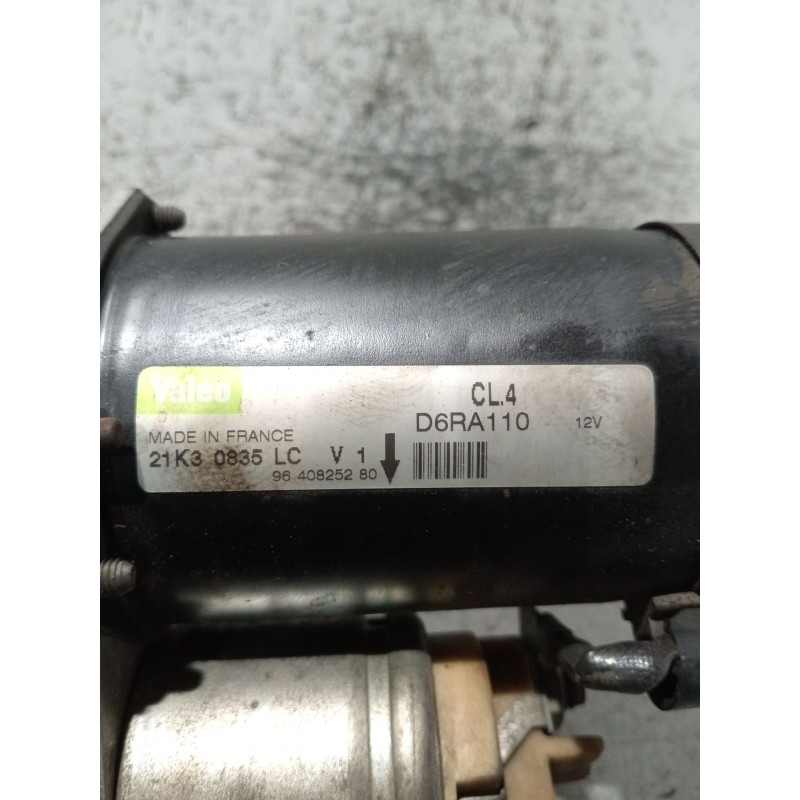 Valeo
CL.4
D6RA110 12V
MADE IN FRANCE
21K3 0835 LC V 1
96 408252 80